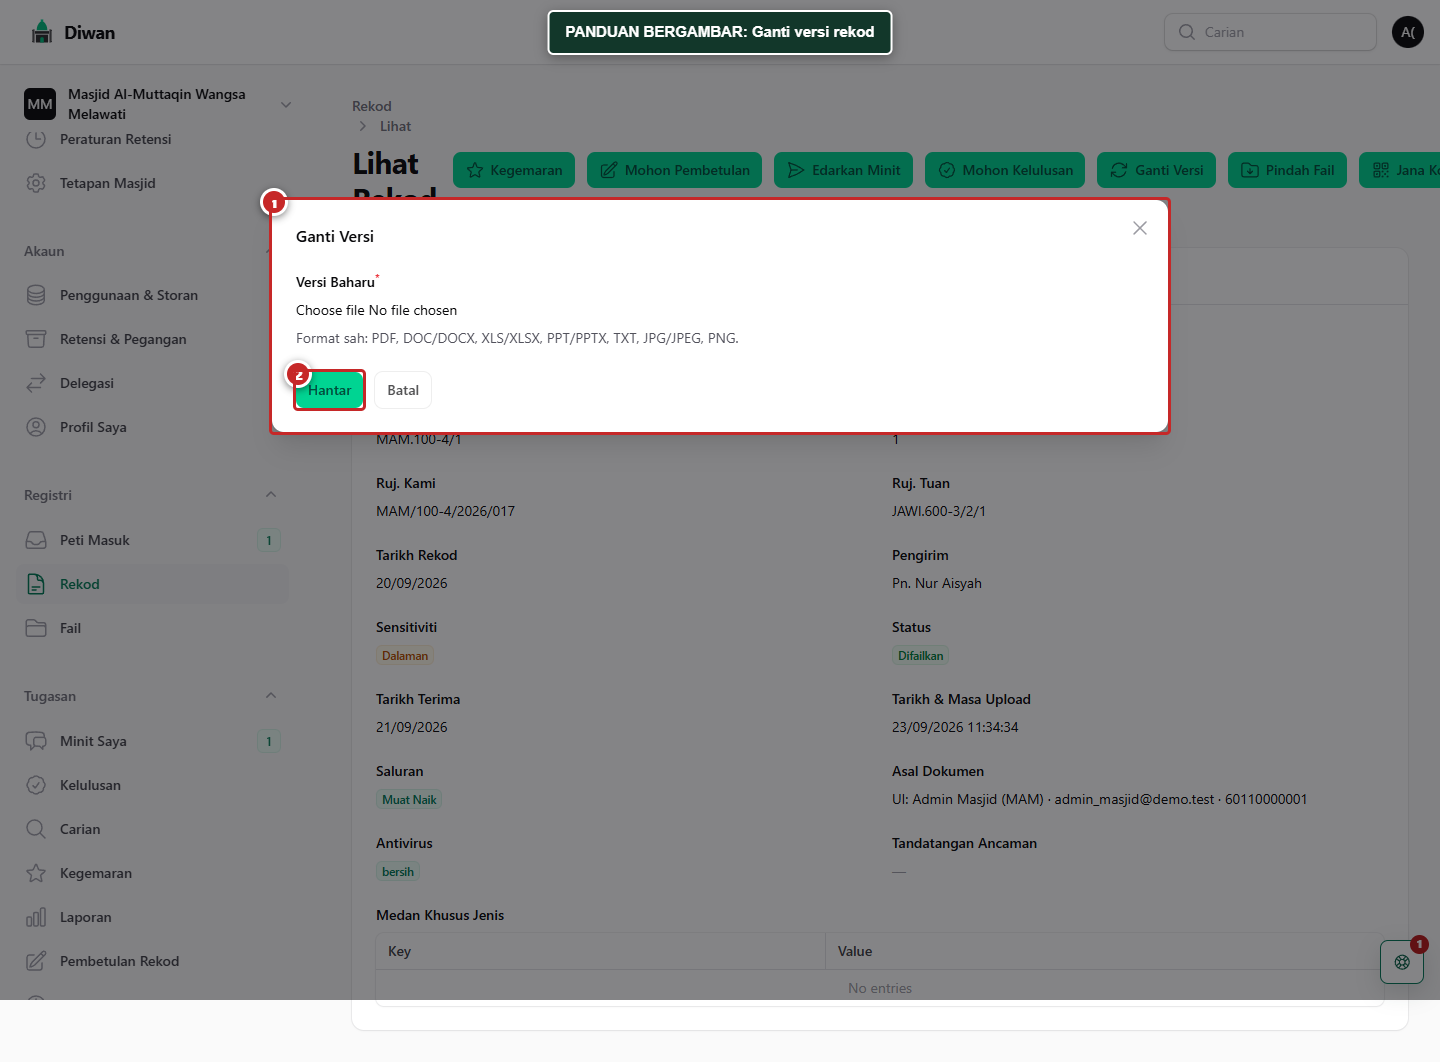 Diwan
PANDUAN BERGAMBAR: Ganti versi rekod
Carian
A(
MM
Masjid Al-Muttaqin Wangsa
Melawati
Peraturan Retensi
Tetapan Masjid
Akaun
Penggunaan & Storan
Retensi & Pegangan
Delegasi
Profil Saya
Registri
Peti Masuk
1
Rekod
Fail
Tugasan
Minit Saya
1
Kelulusan
Carian
Kegemaran
Laporan
Pembetulan Rekod
Rekod
Lihat
Lihat
Rekod
Kegemaran
Mohon Pembetulan
Edarkan Minit
Mohon Kelulusan
Ganti Versi
Pindah Fail
Jana Ko
1
Ganti Versi
Versi Baharu*
Choose file No file chosen
Format sah: PDF, DOC/DOCX, XLS/XLSX, PPT/PPTX, TXT, JPG/JPEG, PNG.
2
Hantar
Batal
MAM.100-4/1
1
Ruj. Kami
Ruj. Tuan
MAM/100-4/2026/017
JAWI.600-3/2/1
Tarikh Rekod
Pengirim
20/09/2026
Pn. Nur Aisyah
Sensitiviti
Status
Dalaman
Difailkan
Tarikh Terima
Tarikh & Masa Upload
21/09/2026
23/09/2026 11:34:34
Saluran
Asal Dokumen
Muat Naik
UI: Admin Masjid (MAM) · admin_masjid@demo.test · 60110000001
Antivirus
Tandatangan Ancaman
bersih
—
Medan Khusus Jenis
Key
Value
No entries
1